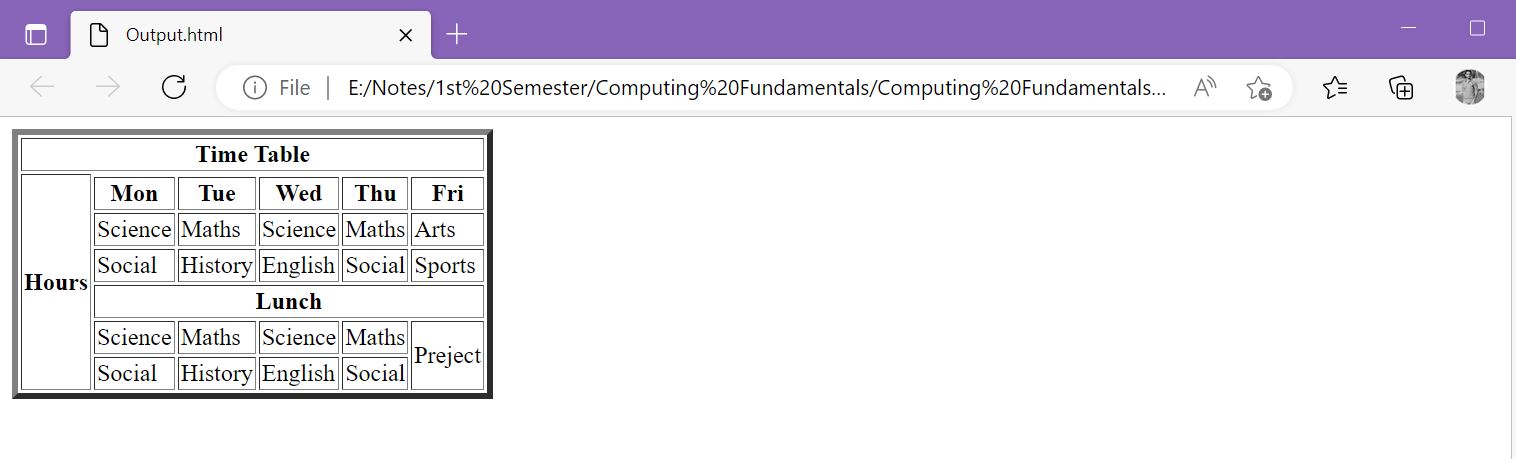 Output.html
File | E:/Notes/1st%20Semester/Computing%20Fundamentals/Computing%20Fundamentals...
Time Table
Hours
Mon Tue Wed Thu Fri
Science Maths Science Maths Arts
Social History English Social Sports
Lunch
Science Maths Science Maths Preject
Social History English Social